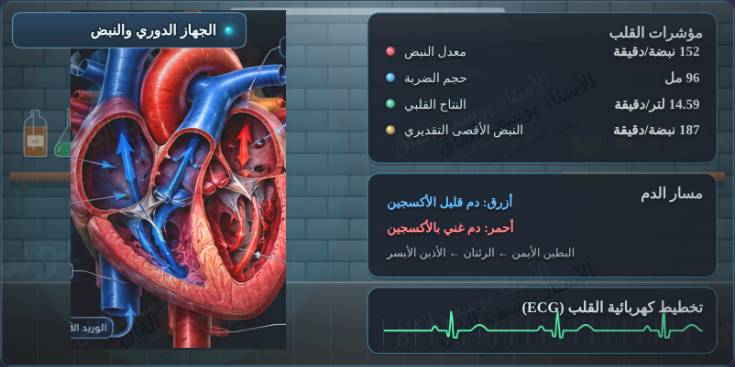 الجهاز الدوري والنبض
مؤشرات القلب
معدل النبض 152 نبضة/دقيقة
حجم الضربة 96 مل
النتاج القلبي 14.59 لتر/دقيقة
النبض الأقصى التقديري 187 نبضة/دقيقة
مسار الدم
أزرق: دم قليل الأكسجين
أحمر: دم غني بالأكسجين
البطين الأيمن ← الرئتان ← الأذين الأيسر
تخطيط كهربائية القلب (ECG)
الوريد